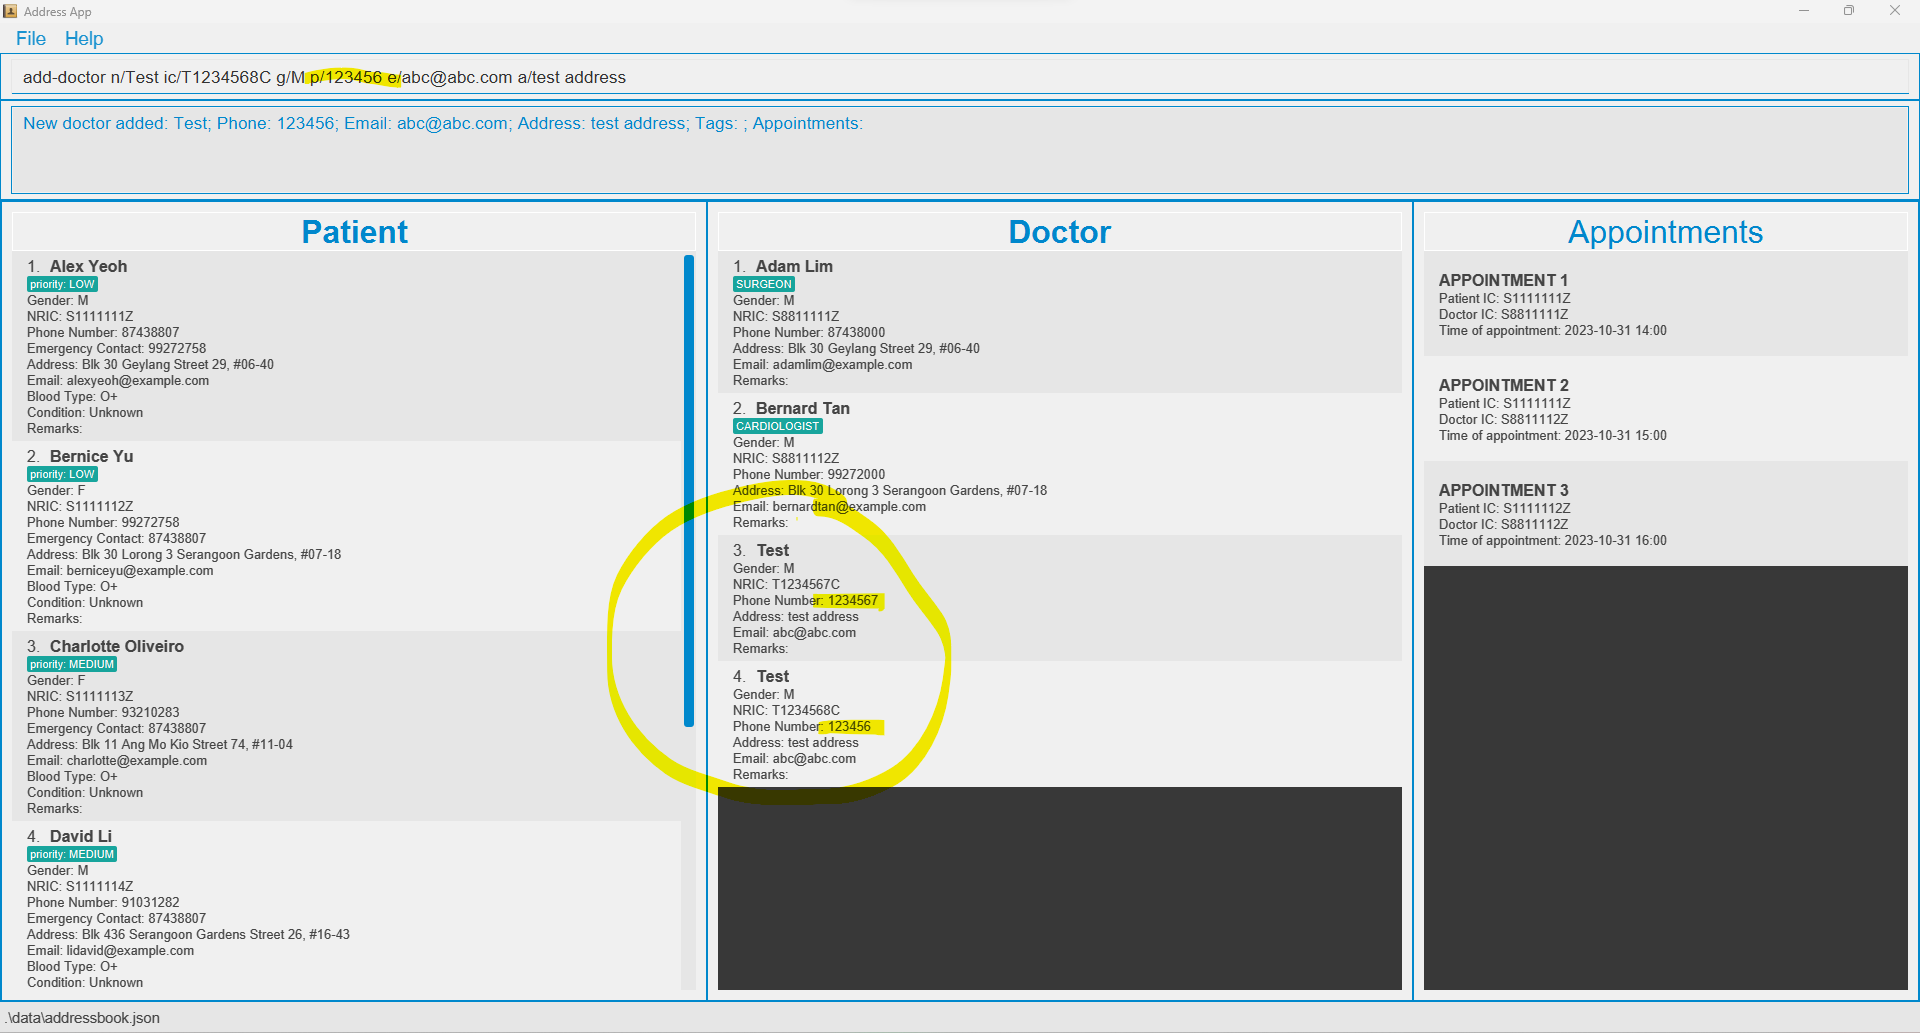 Address App
File Help
add-doctor n/Test ic/T1234568C g/M p/123456 e/abc@abc.com a/test address
New doctor added: Test; Phone: 123456; Email: abc@abc.com; Address: test address; Tags: ; Appointments:
Patient
1. Alex Yeoh
priority: LOW
Gender: M
NRIC: S1111111Z
Phone Number: 87438807
Emergency Contact: 99272758
Address: Blk 30 Geylang Street 29, #06-40
Email: alexyeoh@example.com
Blood Type: O+
Condition: Unknown
Remarks:
2. Bernice Yu
priority: LOW
Gender: F
NRIC: S1111112Z
Phone Number: 99272758
Emergency Contact: 87438807
Address: Blk 30 Lorong 3 Serangoon Gardens, #07-18
Email: berniceyu@example.com
Blood Type: O+
Condition: Unknown
Remarks:
3. Charlotte Oliveiro
priority: MEDIUM
Gender: F
NRIC: S1111113Z
Phone Number: 93210283
Emergency Contact: 87438807
Address: Blk 11 Ang Mo Kio Street 74, #11-04
Email: charlotte@example.com
Blood Type: O+
Condition: Unknown
Remarks:
4. David Li
priority: MEDIUM
Gender: M
NRIC: S1111114Z
Phone Number: 91031282
Emergency Contact: 87438807
Address: Blk 436 Serangoon Gardens Street 26, #16-43
Email: lidavid@example.com
Blood Type: O+
Condition: Unknown
Doctor
1. Adam Lim
SURGEON
Gender: M
NRIC: S8811111Z
Phone Number: 87438000
Address: Blk 30 Geylang Street 29, #06-40
Email: adamlim@example.com
Remarks:
2. Bernard Tan
CARDIOLOGIST
Gender: M
NRIC: S8811112Z
Phone Number: 99272000
Address: Blk 30 Lorong 3 Serangoon Gardens, #07-18
Email: bernardtan@example.com
Remarks:
3. Test
Gender: M
NRIC: T1234567C
Phone Number: 1234567
Address: test address
Email: abc@abc.com
Remarks:
4. Test
Gender: M
NRIC: T1234568C
Phone Number: 123456
Address: test address
Email: abc@abc.com
Remarks:
Appointments
APPOINTMENT 1
Patient IC: S1111111Z
Doctor IC: S8811111Z
Time of appointment: 2023-10-31 14:00
APPOINTMENT 2
Patient IC: S1111111Z
Doctor IC: S8811112Z
Time of appointment: 2023-10-31 15:00
APPOINTMENT 3
Patient IC: S1111112Z
Doctor IC: S8811112Z
Time of appointment: 2023-10-31 16:00
.\data\addressbook.json